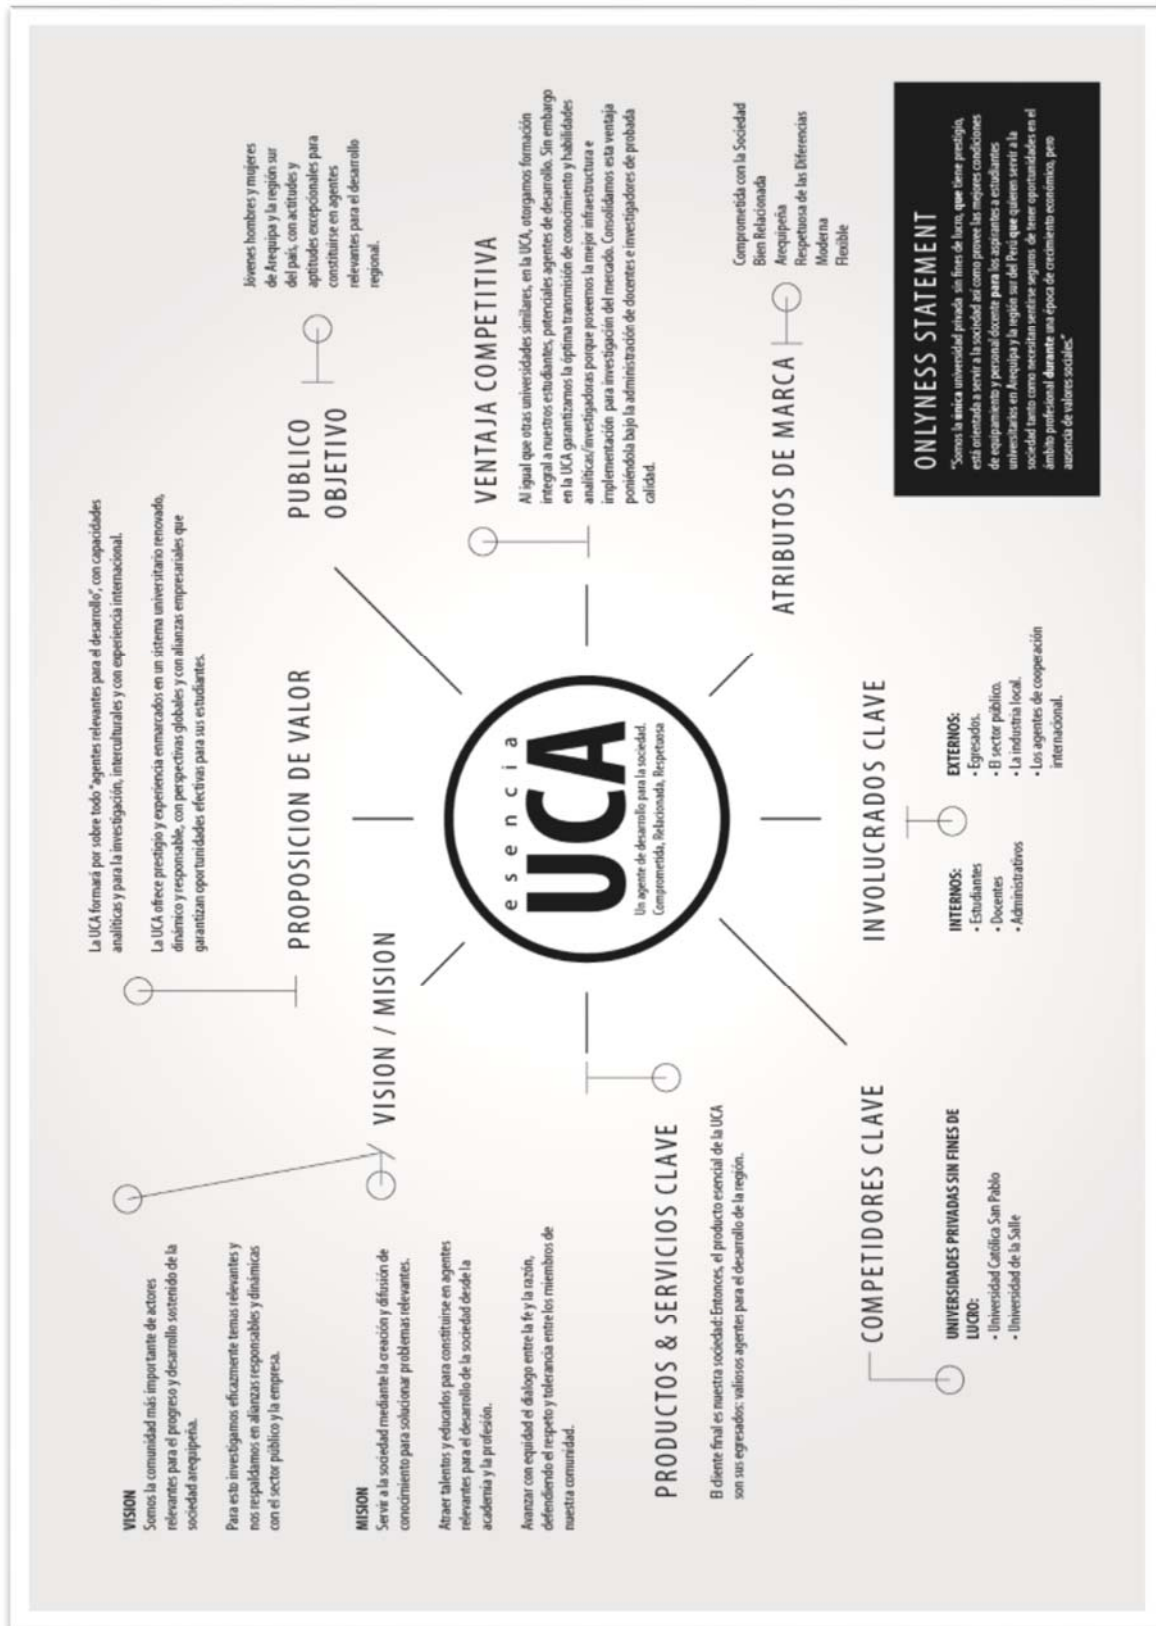 VISION
Somos la comunidad más importante de actores
relevantes para el progreso y desarrollo sostenido de la
sociedad arequipeña.
Para esto investigamos eficazmente temas relevantes y
nos respaldamos en alianzas responsables y dinámicas
con el sector público y la empresa.
MISION
Servir a la sociedad mediante la creación y difusión de
conocimiento para solucionar problemas relevantes.
Atraer talentos y educarlos para constituirse en agentes
relevantes para el desarrollo de la sociedad desde la
academia y la profesión.
Avanzar con equidad el dialogo entre la fe y la razón,
defendiendo el respeto y tolerancia entre los miembros de
nuestra comunidad.
VISION / MISION
La UCA formará por sobre todo "agentes relevantes para el desarrollo", con capacidades
analíticas y para la investigación, interculturales y con experiencia internacional.
La UCA ofrece prestigio y experiencia enmarcados en un sistema universitario renovado,
dinámico y responsable, con perspectivas globales y con alianzas empresariales que
garantizan oportunidades efectivas para sus estudiantes.
PROPOSICION DE VALOR
Jóvenes hombres y mujeres
de Arequipa y la región sur
del país, con actitudes y
aptitudes excepcionales para
constituirse en agentes
relevantes para el desarrollo
regional.
PUBLICO
OBJETIVO
VENTAJA COMPETITIVA
Al igual que otras universidades similares, en la UCA, otorgamos formación
integral a nuestros estudiantes, potenciales agentes de desarrollo. Sin embargo
en la UCA garantizamos la óptima transmisión de conocimiento y habilidades
analíticas/investigadoras porque poseemos la mejor infraestructura e
implementación para investigación del mercado. Consolidamos esta ventaja
poniéndola bajo la administración de docentes e investigadores de probada
calidad.
esencia
UCA
Un agente de desarrollo para la sociedad.
Comprometida, Relacionada, Respetuosa
PRODUCTOS & SERVICIOS CLAVE
El cliente final es nuestra sociedad: Entonces, el producto esencial de la UCA
son sus egresados: valiosos agentes para el desarrollo de la región.
ATRIBUTOS DE MARCA
Comprometida con la Sociedad
Bien Relacionada
Arequipeña
Respetuosa de las Diferencias
Moderna
Flexible
COMPETIDORES CLAVE
UNIVERSIDADES PRIVADAS SIN FINES DE
LUCRO:
• Universidad Católica San Pablo
• Universidad de la Salle
INVOLUCRADOS CLAVE
INTERNOS:
• Estudiantes
• Docentes
• Administrativos
EXTERNOS:
• Egresados.
• El sector público.
• La industria local.
• Los agentes de cooperación
internacional.
ONLYNESS STATEMENT
"Somos la única universidad privada sin fines de lucro, que tiene prestigio,
está orientada a servir a la sociedad así como provee las mejores condiciones
de equipamiento y personal docente para los aspirantes a estudiantes
universitarios en Arequipa y la región sur del Perú que quieren servir a la
sociedad tanto como necesitan sentirse seguros de tener oportunidades en el
ámbito profesional durante una época de crecimiento económico, pero
ausencia de valores sociales."